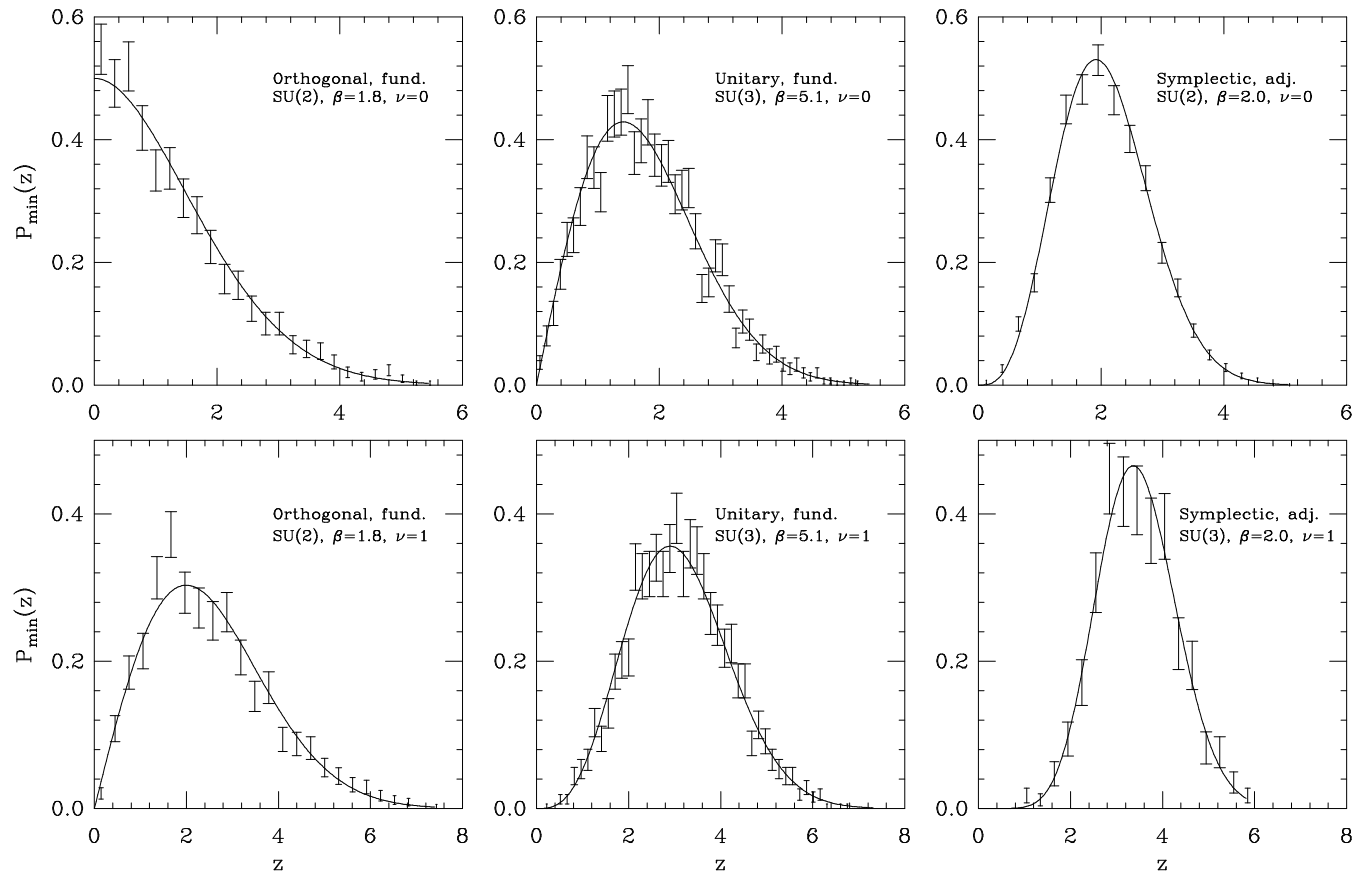 0.6
0.4
0.2
0.0
P_min(z)
Orthogonal, fund.
SU(2), β=1.8, ν=0
0 2 4 6
0.6
0.4
0.2
0.0
Unitary, fund.
SU(3), β=5.1, ν=0
0 2 4 6
0.6
0.4
0.2
0.0
Symplectic, adj.
SU(2), β=2.0, ν=0
0 2 4 6
0.4
0.2
0.0
P_min(z)
Orthogonal, fund.
SU(2), β=1.8, ν=1
0 2 4 6 8
z
0.4
0.2
0.0
Unitary, fund.
SU(3), β=5.1, ν=1
0 2 4 6 8
z
0.4
0.2
0.0
Symplectic, adj.
SU(3), β=2.0, ν=1
0 2 4 6 8
z